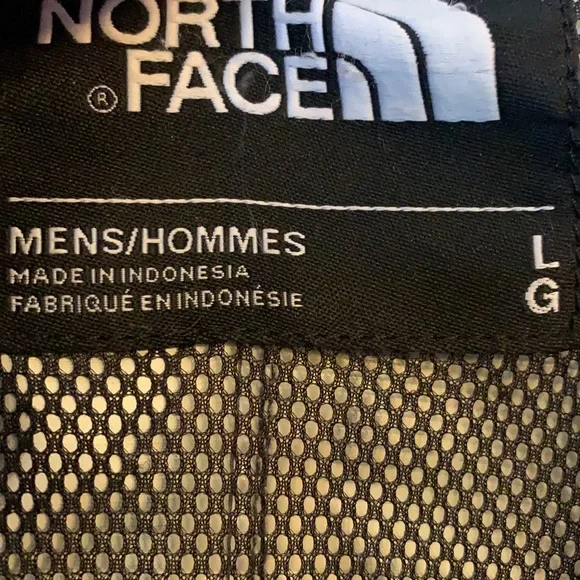 NORTH
® FACE
MENS/HOMMES
MADE IN INDONESIA
FABRIQUÉ EN INDONÉSIE
L
G